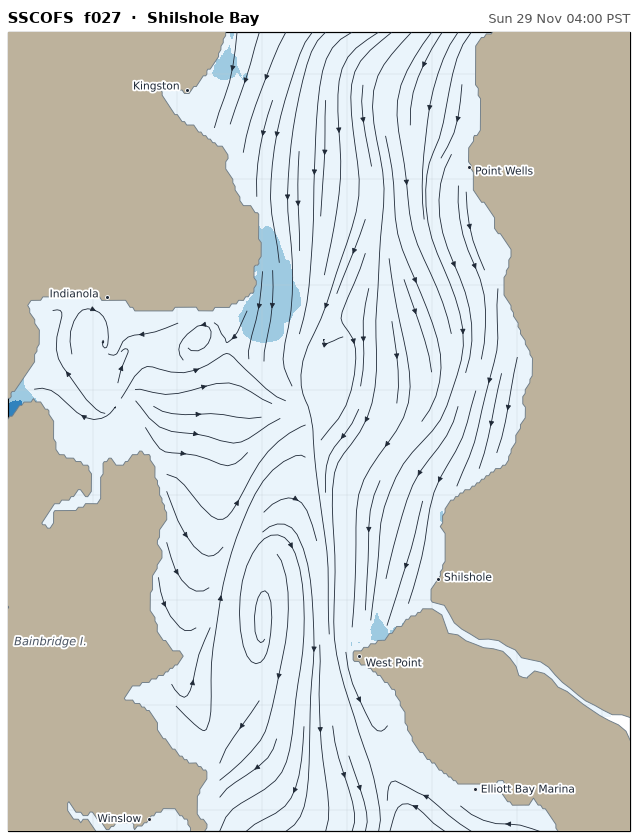 SSCOFS f027 · Shilshole Bay
Sun 29 Nov 04:00 PST
Kingston
Point Wells
Indianola
Shilshole
Bainbridge I.
West Point
Elliott Bay Marina
Winslow